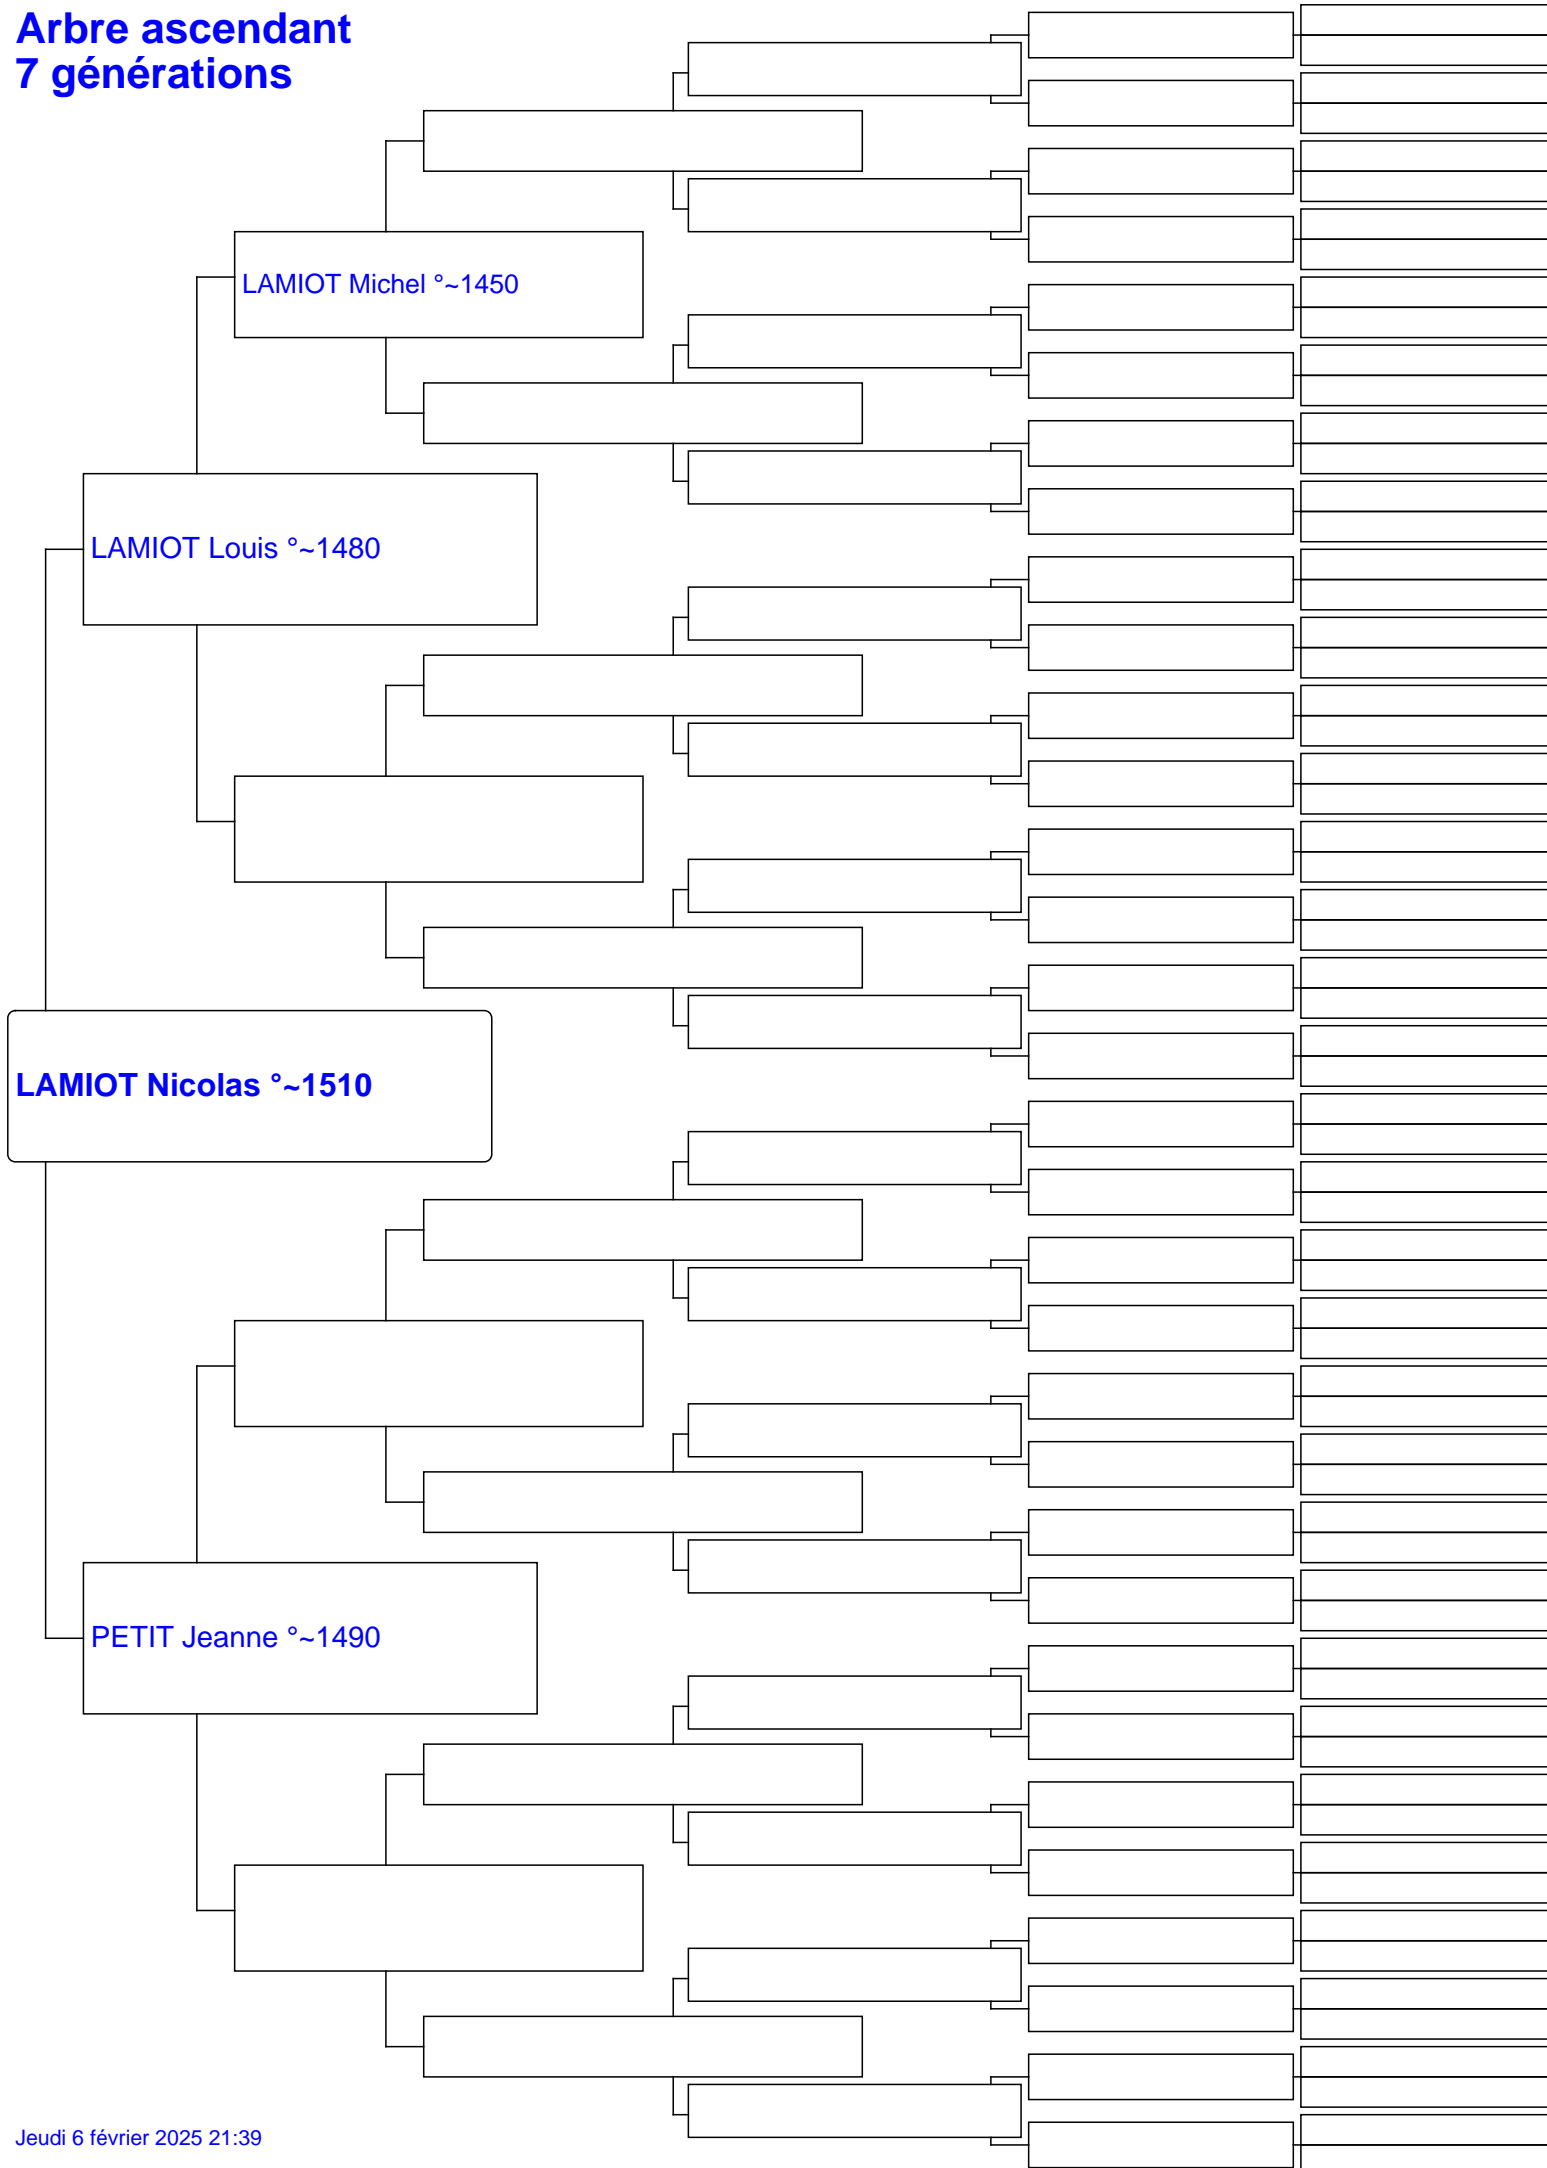 Arbre ascendant
7 générations
LAMIOT Michel °~1450
LAMIOT Louis °~1480
LAMIOT Nicolas °~1510
PETIT Jeanne °~1490
Jeudi 6 février 2025 21:39